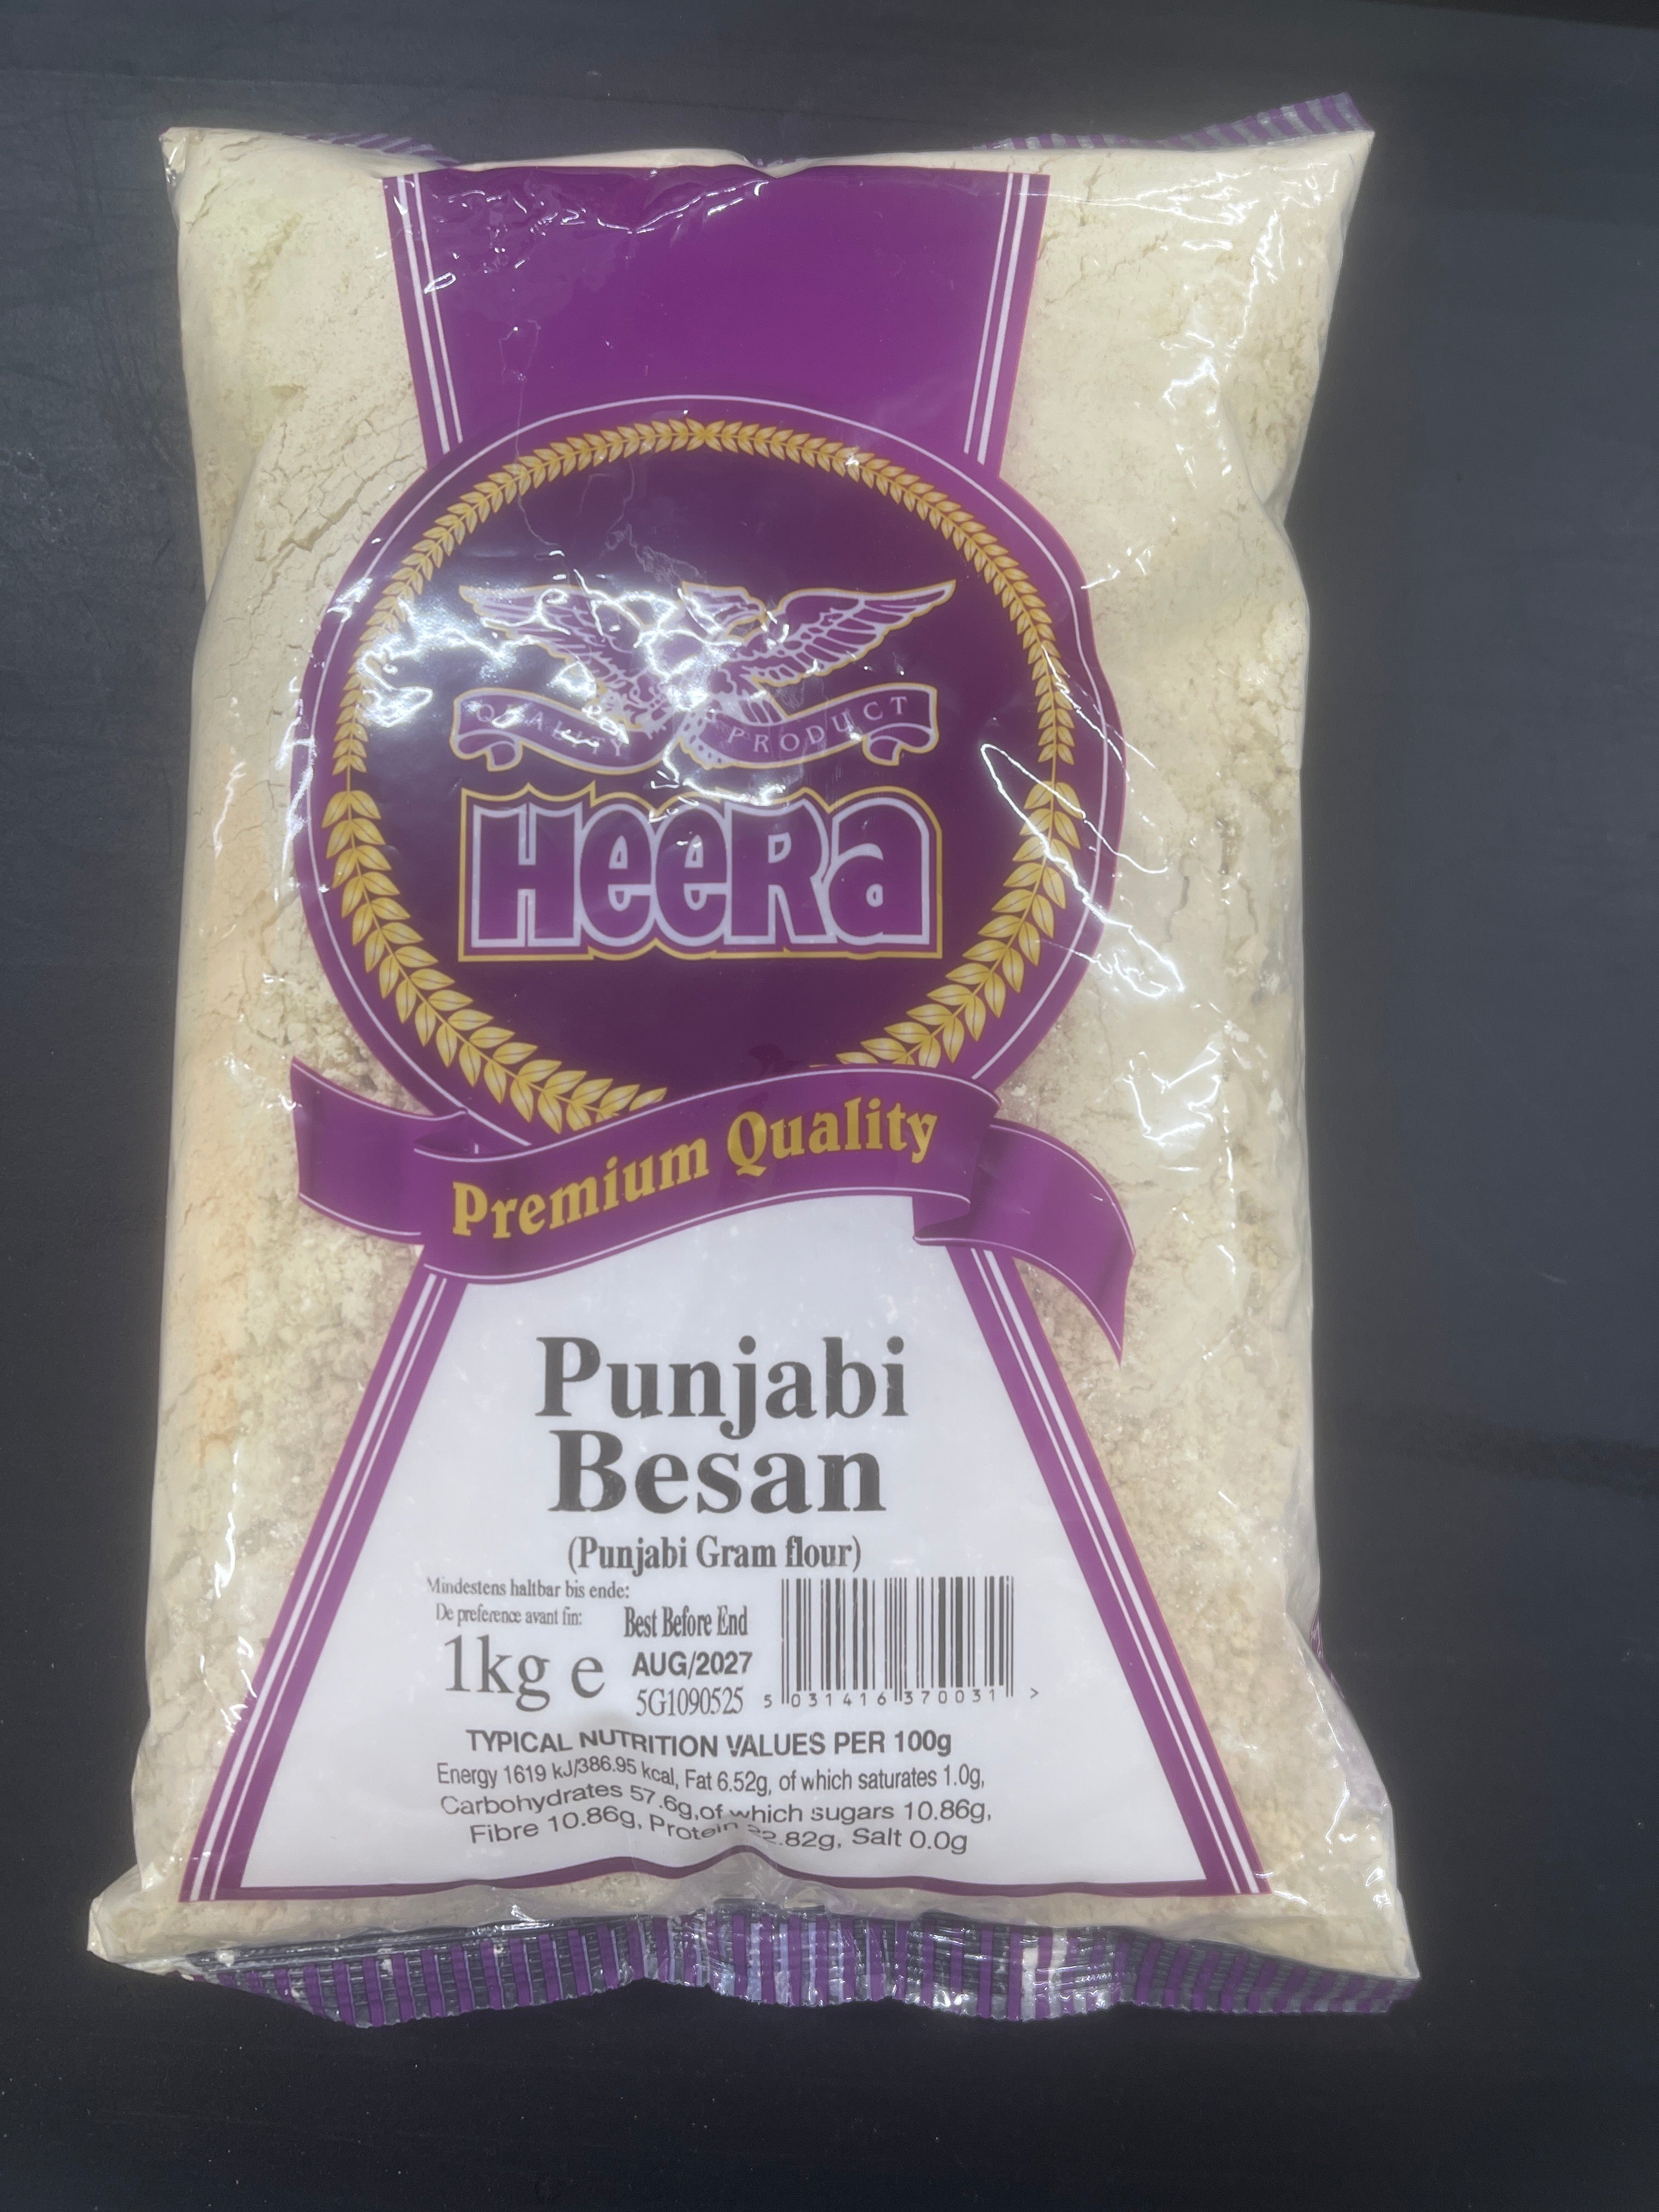 QUALITY PRODUCT
HeeRa
Premium Quality
Punjabi
Besan
(Punjabi Gram flour)
Mindestens haltbar bis ende:
De preference avant fin:
Best Before End
1kg e
AUG/2027
5G1090525
5 031416 370031 >
TYPICAL NUTRITION VALUES PER 100g
Energy 1619 kJ/386.95 kcal, Fat 6.52g, of which saturates 1.0g,
Carbohydrates 57.6g,of which sugars 10.86g,
Fibre 10.86g, Protein 22.82g, Salt 0.0g